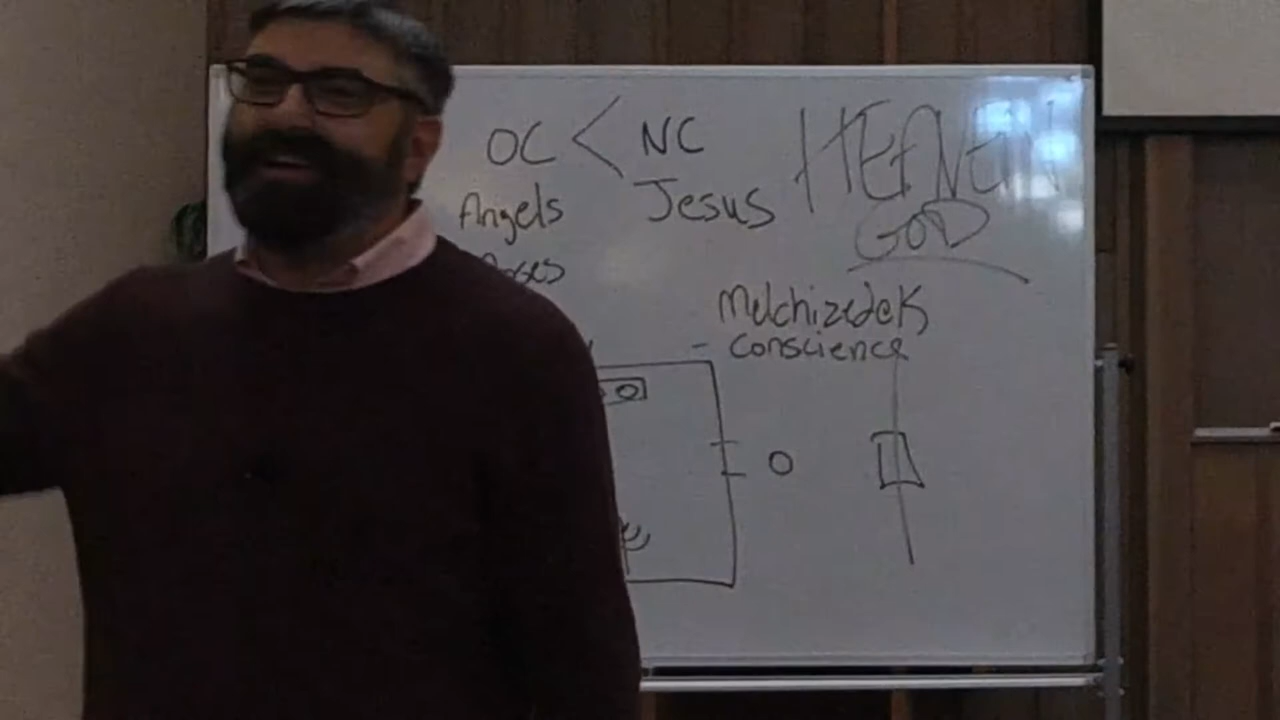 OC < NC
HEAVEN
Angels Jesus
GOD
Melchizedek
- conscience